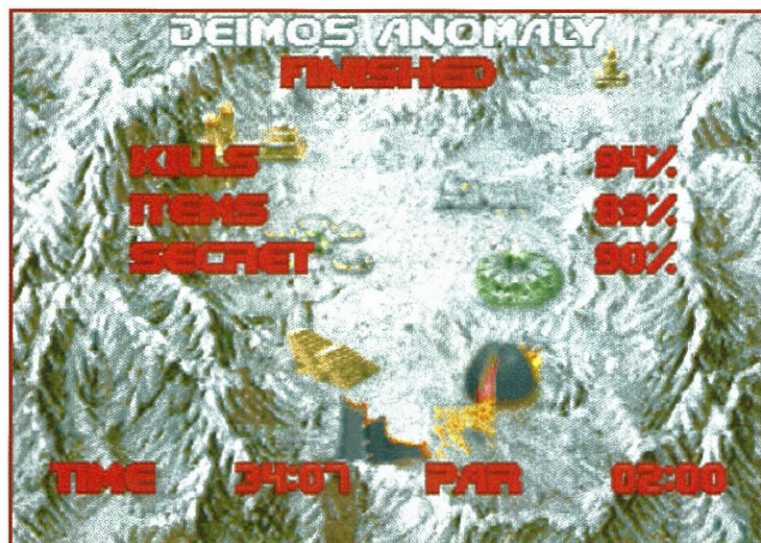 DEIMOS ANOMALY
FINISHED
KILLS 94%
ITEMS 89%
SECRET 90%
TIME 34:07 PAR 02:00